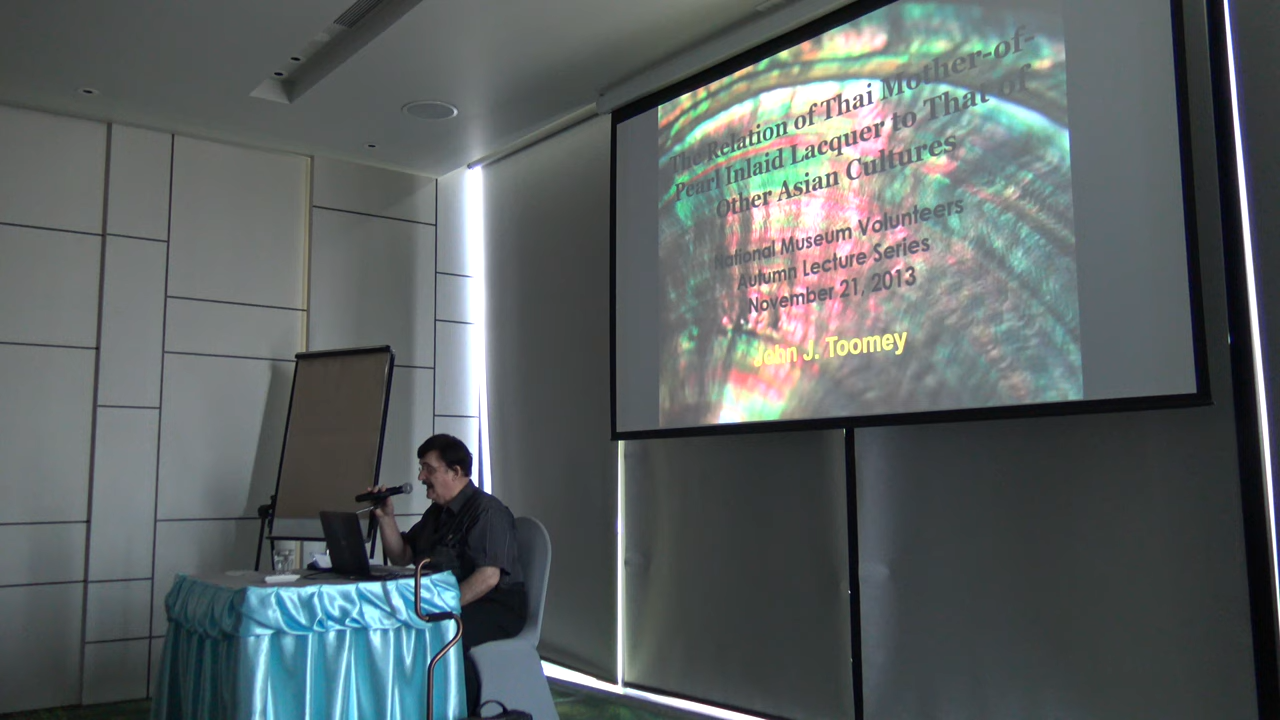 The Relation of Thai Mother-of-
Pearl Inlaid Lacquer to That of
Other Asian Cultures
National Museum Volunteers
Autumn Lecture Series
November 21, 2013
John J. Toomey